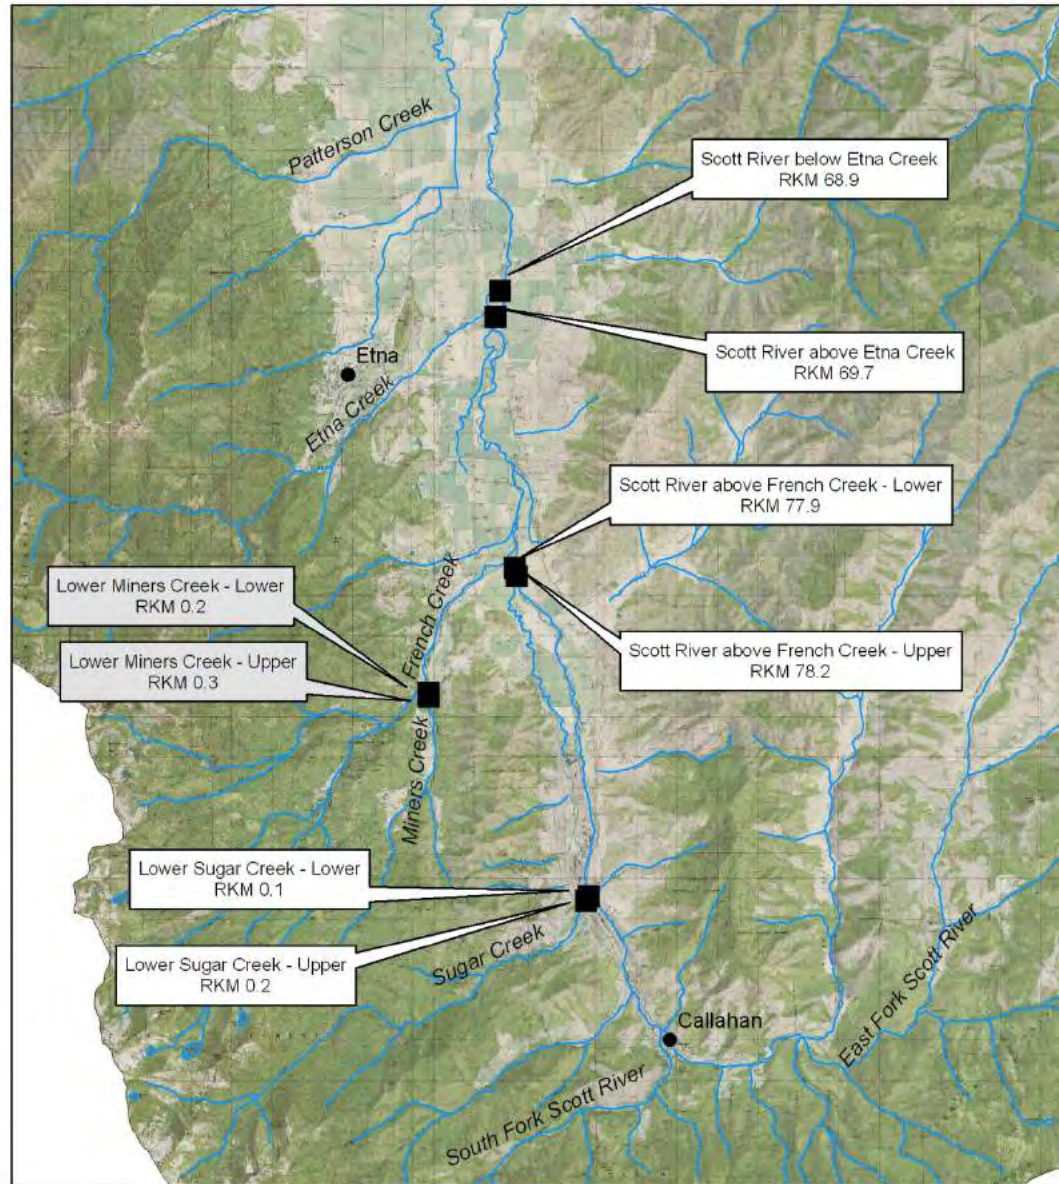 Patterson Creek
Scott River below Etna Creek
RKM 68.9
Scott River above Etna Creek
RKM 69.7
Etna
Etna Creek
Scott River above French Creek - Lower
RKM 77.9
Lower Miners Creek - Lower
RKM 0.2
French Creek
Scott River above French Creek - Upper
RKM 78.2
Lower Miners Creek - Upper
RKM 0.3
Miners Creek
Lower Sugar Creek - Lower
RKM 0.1
Sugar Creek
Lower Sugar Creek - Upper
RKM 0.2
Callahan
East Fork Scott River
South Fork Scott River